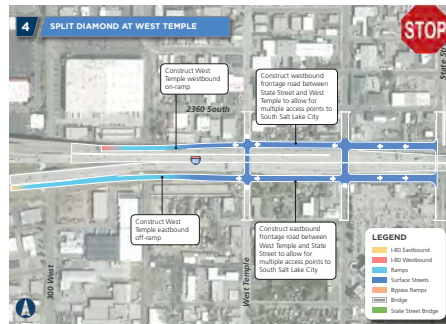 4 SPLIT DIAMOND AT WEST TEMPLE
STOP
Construct West
Temple westbound
on-ramp
Construct westbound
frontage road between
State Street and West
Temple to allow for
multiple access points to
South Salt Lake City
2360 South
Construct West
Temple eastbound
off-ramp
Construct eastbound
frontage road between
West Temple and State
Street to allow for
multiple access points to
South Salt Lake City
300 West
West Temple
LEGEND
I-80 Eastbound
I-80 Westbound
Ramps
Surface Streets
Bypass Ramps
Bridge
State Street Bridge